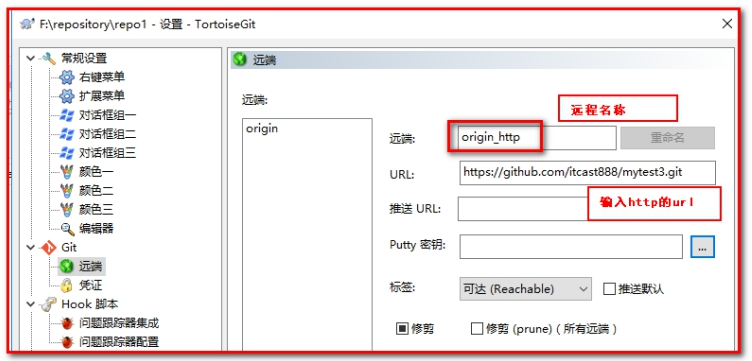 F:\repository\repo1 - 设置 - TortoiseGit
常规设置
右键菜单
扩展菜单
对话框组一
对话框组二
对话框组三
颜色一
颜色二
颜色三
编辑器
Git
远端
凭证
Hook 脚本
问题跟踪器集成
问题跟踪器配置
远端
远端:
origin
远程名称
远端:
origin_http
重命名
URL:
https://github.com/itcast888/mytest3.git
推送 URL:
输入http的url
Putty 密钥:
...
标签:
可达 (Reachable)
推送默认
修剪
修剪 (prune) ( 所有远端 )